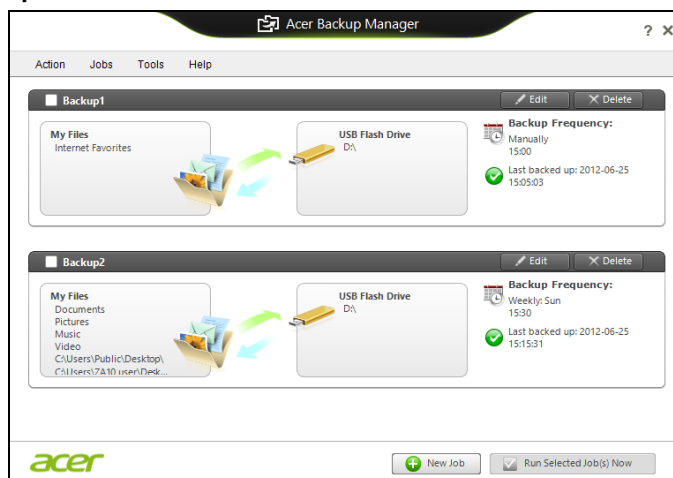 Acer Backup Manager
? X
Action Jobs Tools Help
Backup1
Edit
Delete
My Files
Internet Favorites
USB Flash Drive
D:\
Backup Frequency:
Manually
15:00
Last backed up: 2012-06-25
15:05:03
Backup2
Edit
Delete
My Files
Documents
Pictures
Music
Video
C:\Users\Public\Desktop\
C:\Users\ZA10 user\Desk...
USB Flash Drive
D:\
Backup Frequency:
Weekly: Sun
15:30
Last backed up: 2012-06-25
15:15:31
acer
New Job
Run Selected Job(s) Now